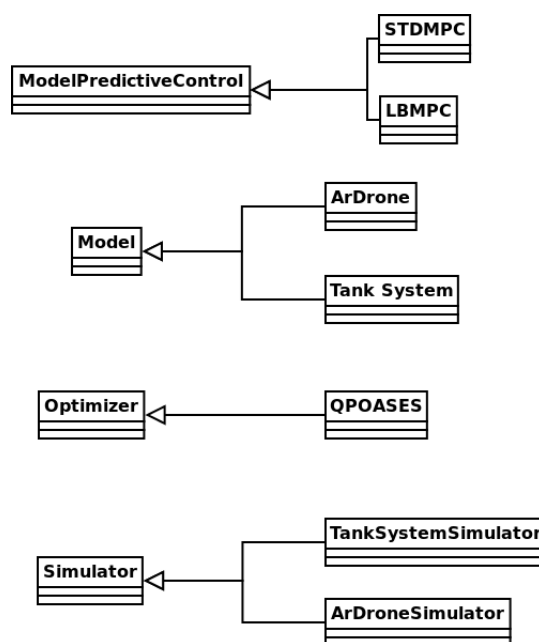 STDMPC
ModelPredictiveControl
LBMPC
ArDrone
Model
Tank System
Optimizer
QPOASES
TankSystemSimulator
Simulator
ArDroneSimulator